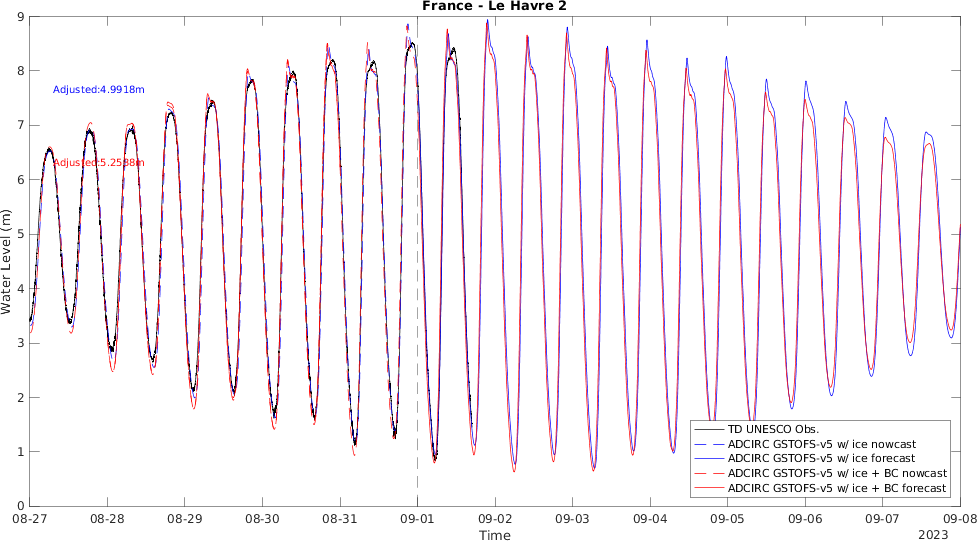 France - Le Havre 2
9
8
7
6
5
4
3
2
1
0
Water Level (m)
Adjusted:4.9918m
Adjusted:5.2588m
TD UNESCO Obs.
ADCIRC GSTOFS-v5 w/ ice nowcast
ADCIRC GSTOFS-v5 w/ ice forecast
ADCIRC GSTOFS-v5 w/ ice + BC nowcast
ADCIRC GSTOFS-v5 w/ ice + BC forecast
08-27 08-28 08-29 08-30 08-31 09-01 09-02 09-03 09-04 09-05 09-06 09-07 09-08
Time
2023